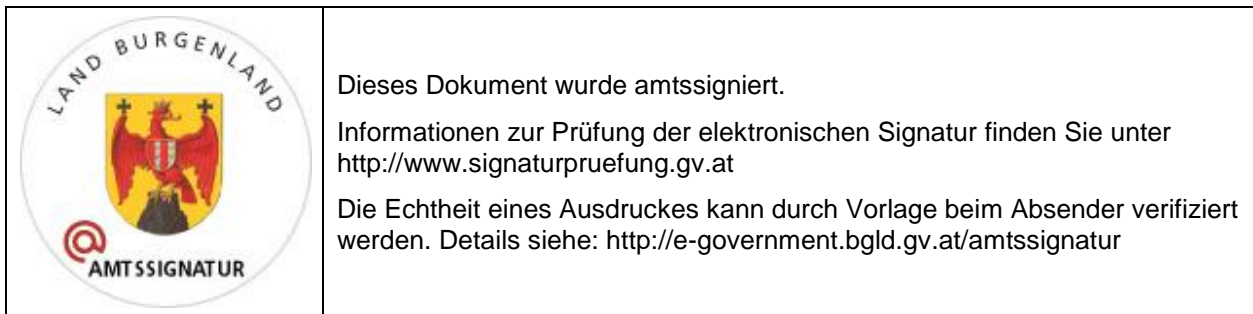 LAND BURGENLAND
@
AMTSSIGNATUR
Dieses Dokument wurde amtssigniert.
Informationen zur Prüfung der elektronischen Signatur finden Sie unter
http://www.signaturpruefung.gv.at
Die Echtheit eines Ausdruckes kann durch Vorlage beim Absender verifiziert
werden. Details siehe: http://e-government.bgld.gv.at/amtssignatur